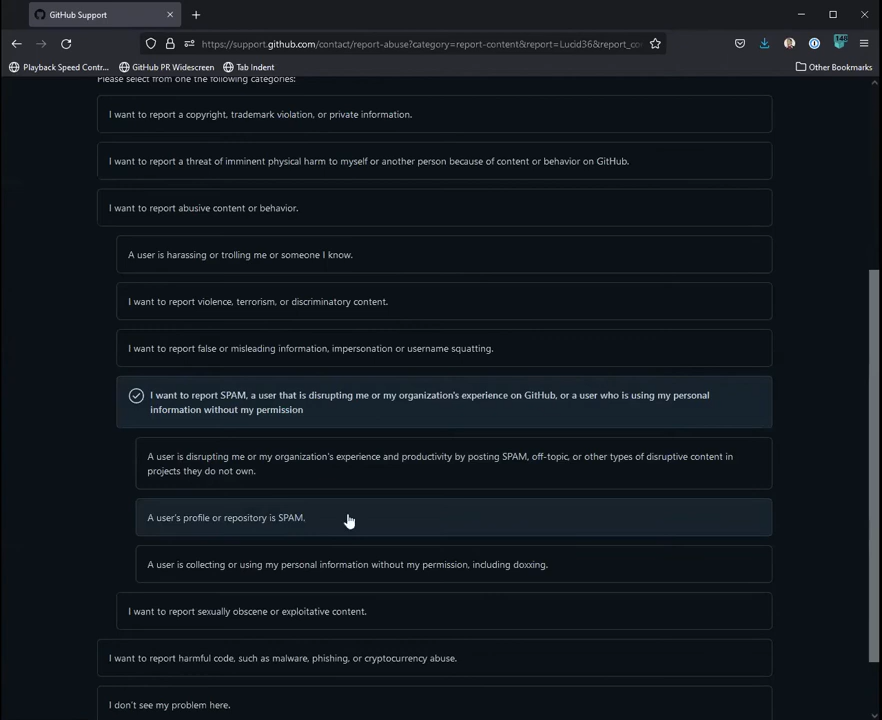 GitHub Support
https://support.github.com/contact/report-abuse?category=report-content&report=Lucid36&report_co
Playback Speed Contr...
GitHub PR Widescreen
Tab Indent
Other Bookmarks
Please select from one the following categories:
I want to report a copyright, trademark violation, or private information.
I want to report a threat of imminent physical harm to myself or another person because of content or behavior on GitHub.
I want to report abusive content or behavior.
A user is harassing or trolling me or someone I know.
I want to report violence, terrorism, or discriminatory content.
I want to report false or misleading information, impersonation or username squatting.
I want to report SPAM, a user that is disrupting me or my organization's experience on GitHub, or a user who is using my personal
information without my permission
A user is disrupting me or my organization's experience and productivity by posting SPAM, off-topic, or other types of disruptive content in
projects they do not own.
A user's profile or repository is SPAM.
A user is collecting or using my personal information without my permission, including doxxing.
I want to report sexually obscene or exploitative content.
I want to report harmful code, such as malware, phishing, or cryptocurrency abuse.
I don't see my problem here.